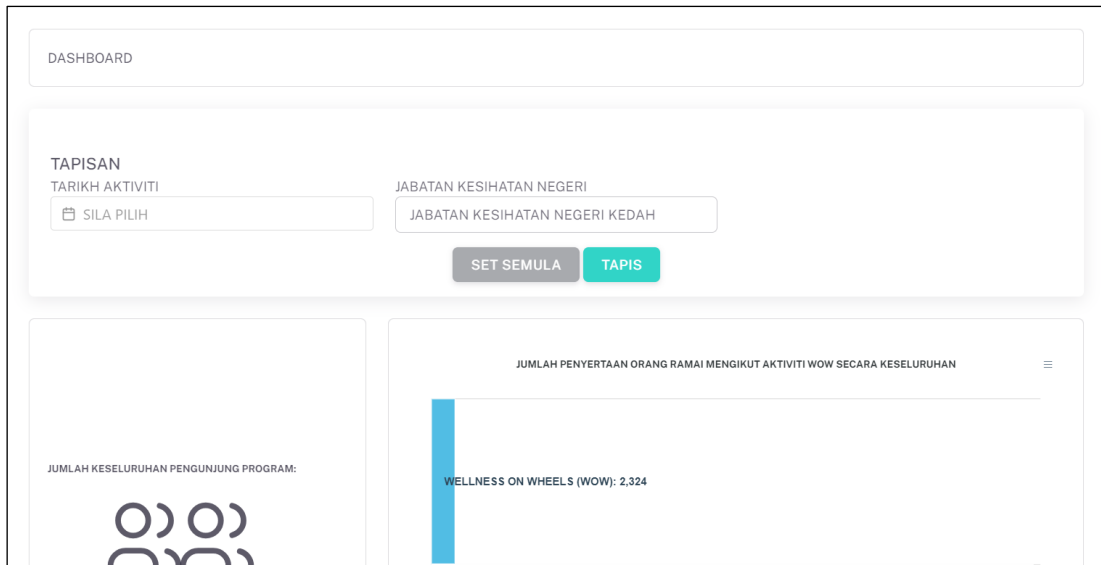 DASHBOARD
TAPISAN
TARIKH AKTIVITI
SILA PILIH
JABATAN KESIHATAN NEGERI
JABATAN KESIHATAN NEGERI KEDAH
SET SEMULA
TAPIS
JUMLAH KESELURUHAN PENGUNJUNG PROGRAM:
JUMLAH PENYERTAAN ORANG RAMAI MENGIKUT AKTIVITI WOW SECARA KESELURUHAN
WELLNESS ON WHEELS (WOW): 2,324